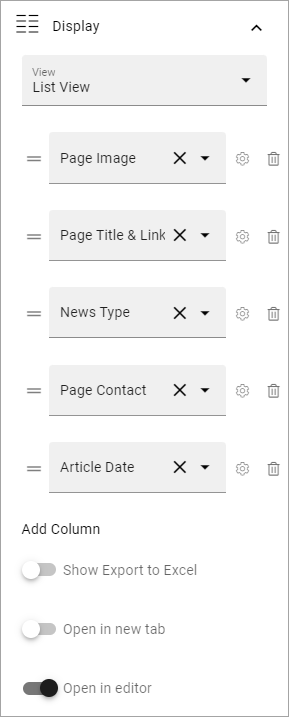 Display
View
List View
Page Image
Page Title & Link
News Type
Page Contact
Article Date
Add Column
Show Export to Excel
Open in new tab
Open in editor